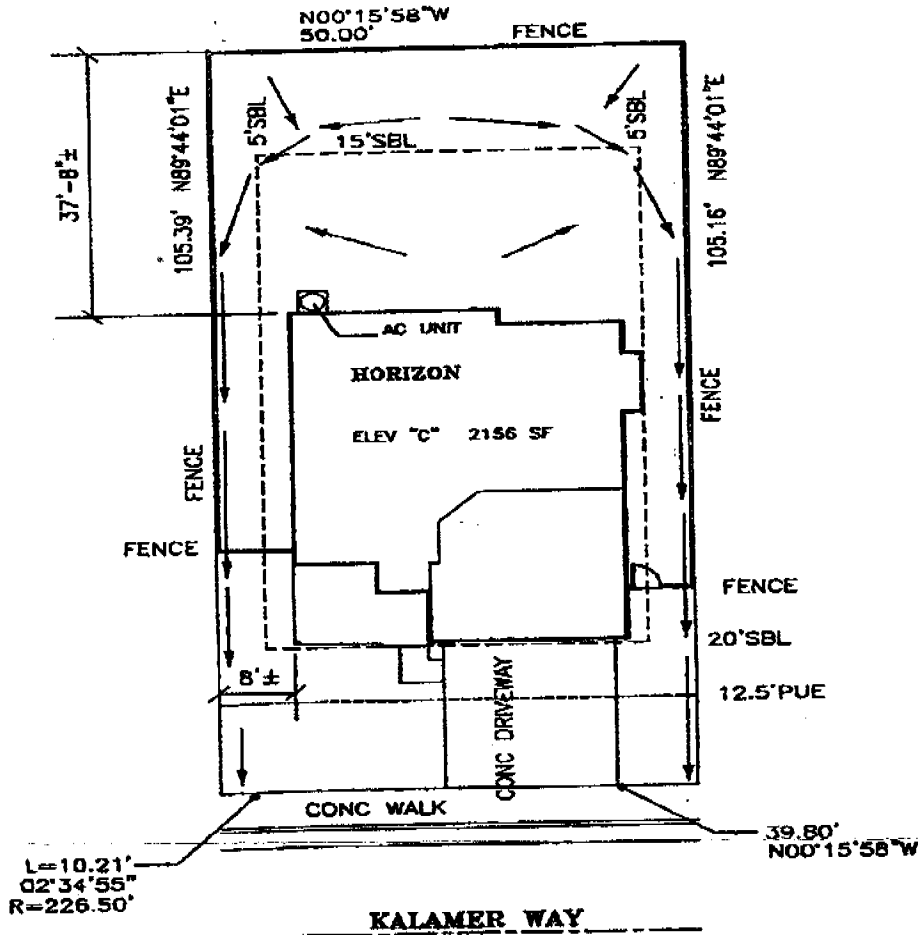 N00°15'58"W
50.00'
FENCE
37'-8"±
105.39' N89°44'01"E
5'SBL
15'SBL
5'SBL
105.16' N89°44'01"E
AC UNIT
HORIZON
ELEV "C" 2156 SF
FENCE
FENCE
FENCE
FENCE
20'SBL
8'±
12.5'PUE
CONC DRIVEWAY
CONC WALK
39.80'
N00°15'58"W
L=10.21'
02°34'55"
R=226.50'
KALAMER WAY